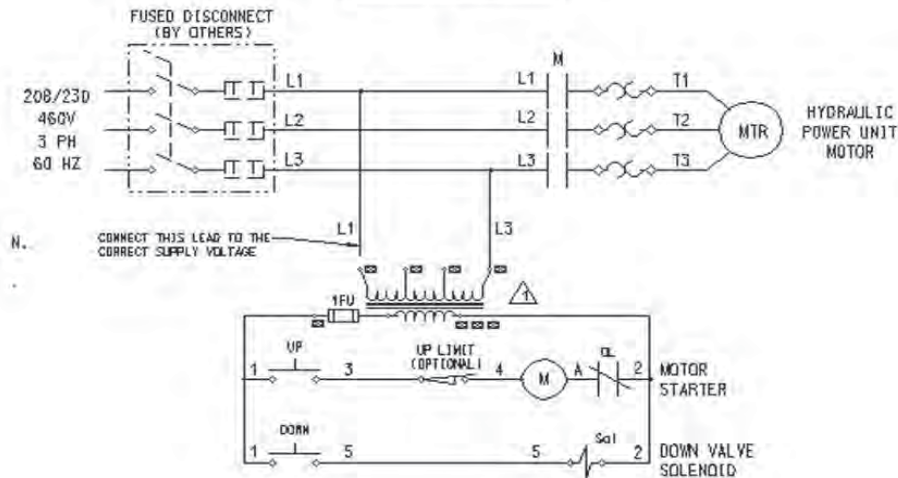 FUSED DISCONNECT
(BY OTHERS)
M
L1
L1
T1
208/230
460V
3 PH
60 HZ
L2
L2
T2
MTR
HYDRAULIC
POWER UNIT
MOTOR
L3
L3
T3
N.
CONNECT THIS LEAD TO THE
CORRECT SUPPLY VOLTAGE
L1
L3
1
1FU
UP
UP LIMIT
(OPTIONAL)
OL
1
3
4
M
A
2
MOTOR
STARTER
DOWN
Sol
1
5
5
2
DOWN VALVE
SOLENOID